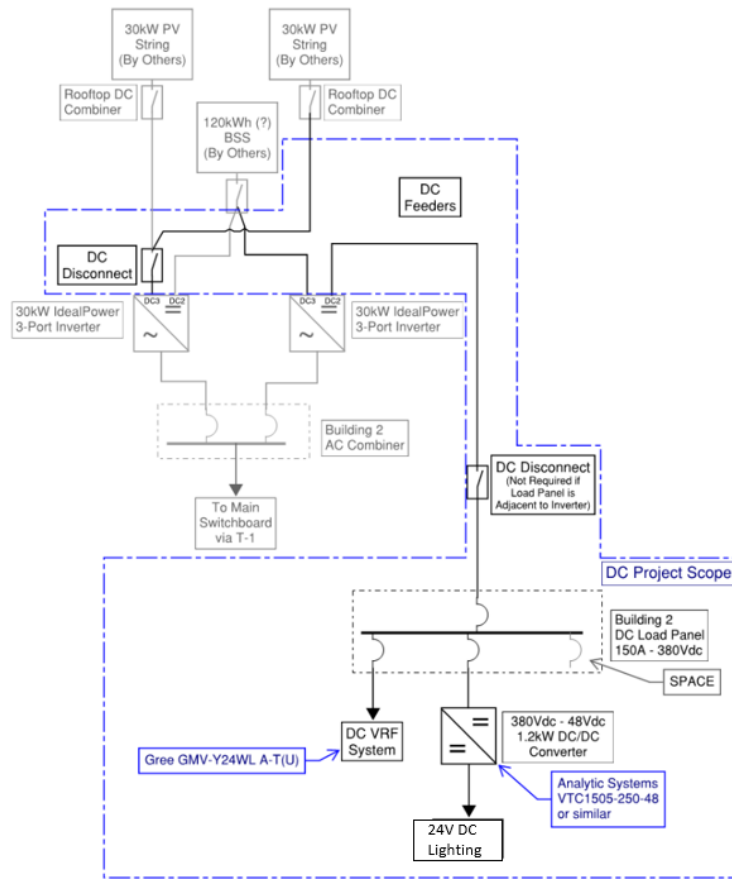 30kW PV
String
(By Others)
30kW PV
String
(By Others)
Rooftop DC
Combiner
Rooftop DC
Combiner
120kWh (?)
BSS
(By Others)
DC
Feeders
DC
Disconnect
DC3 DC2
DC3 DC2
30kW IdealPower
3-Port Inverter
30kW IdealPower
3-Port Inverter
Building 2
AC Combiner
To Main
Switchboard
via T-1
DC Disconnect
(Not Required if
Load Panel is
Adjacent to Inverter)
DC Project Scope
Building 2
DC Load Panel
150A - 380Vdc
SPACE
DC VRF
System
380Vdc - 48Vdc
1.2kW DC/DC
Converter
Gree GMV-Y24WL A-T(U)
Analytic Systems
VTC1505-250-48
or similar
24V DC
Lighting